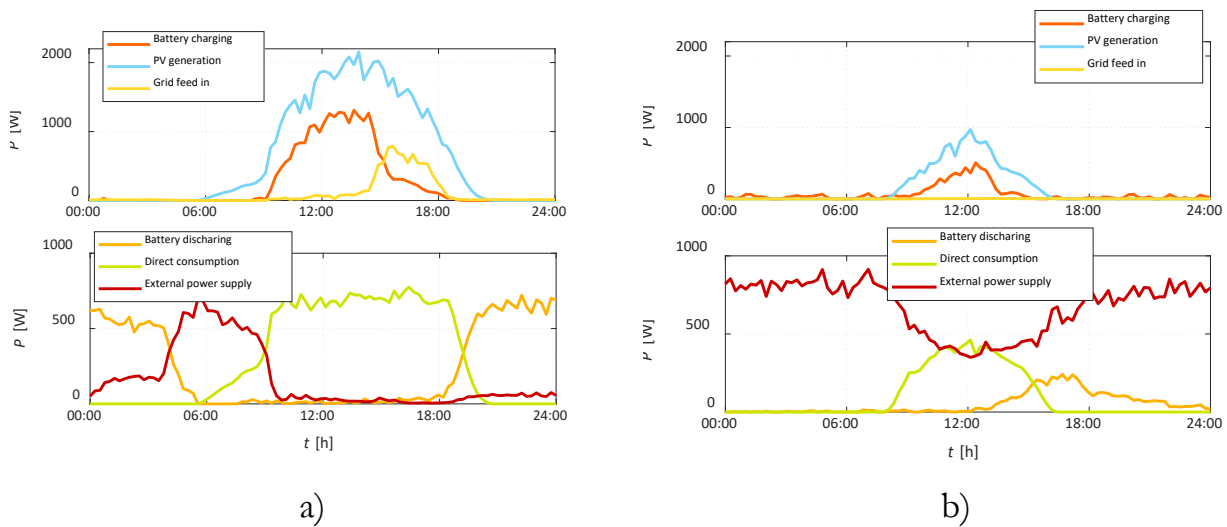 Battery charging
PV generation
Grid feed in
2000
1000
0
P [W]
00:00 06:00 12:00 18:00 24:00
Battery discharing
Direct consumption
External power supply
1000
500
0
P [W]
00:00 06:00 12:00 18:00 24:00
t [h]
a)
Battery charging
PV generation
Grid feed in
2000
1000
0
P [W]
00:00 06:00 12:00 18:00 24:00
Battery discharing
Direct consumption
External power supply
1000
500
0
P [W]
00:00 06:00 12:00 18:00 24:00
t [h]
b)